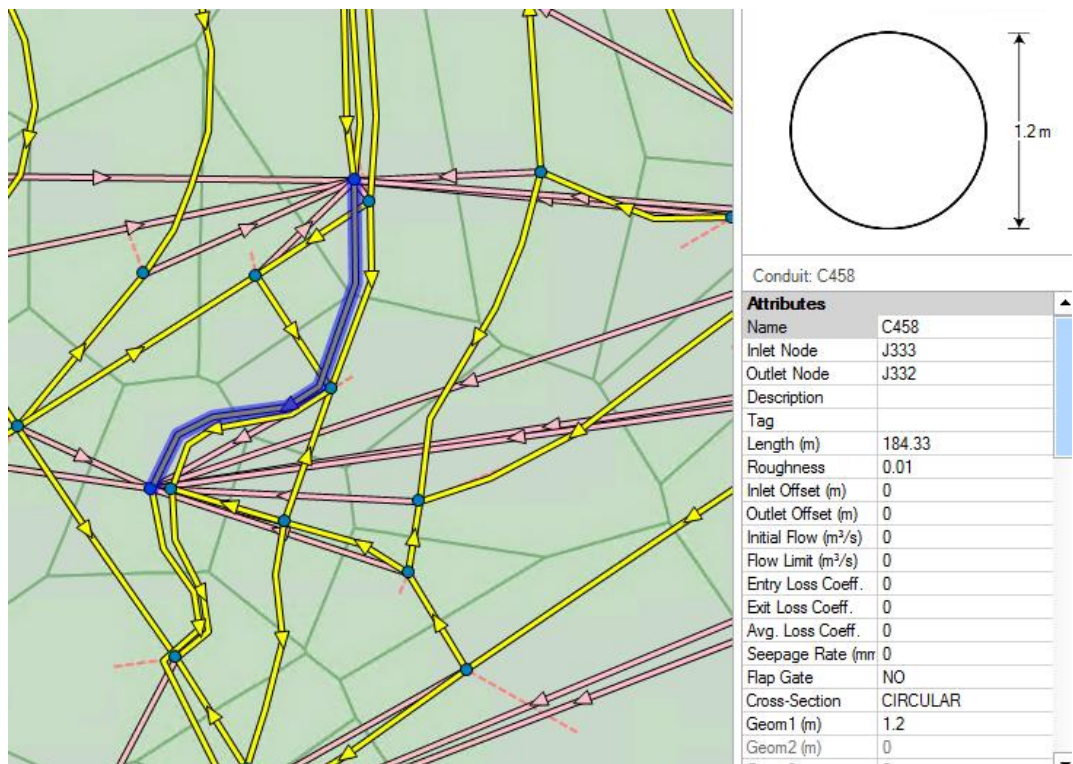 1.2 m
Conduit: C458
Attributes
Name C458
Inlet Node J333
Outlet Node J332
Description
Tag
Length (m) 184.33
Roughness 0.01
Inlet Offset (m) 0
Outlet Offset (m) 0
Initial Flow (m³/s) 0
Flow Limit (m³/s) 0
Entry Loss Coeff. 0
Exit Loss Coeff. 0
Avg. Loss Coeff. 0
Seepage Rate (mm 0
Flap Gate NO
Cross-Section CIRCULAR
Geom1 (m) 1.2
Geom2 (m) 0